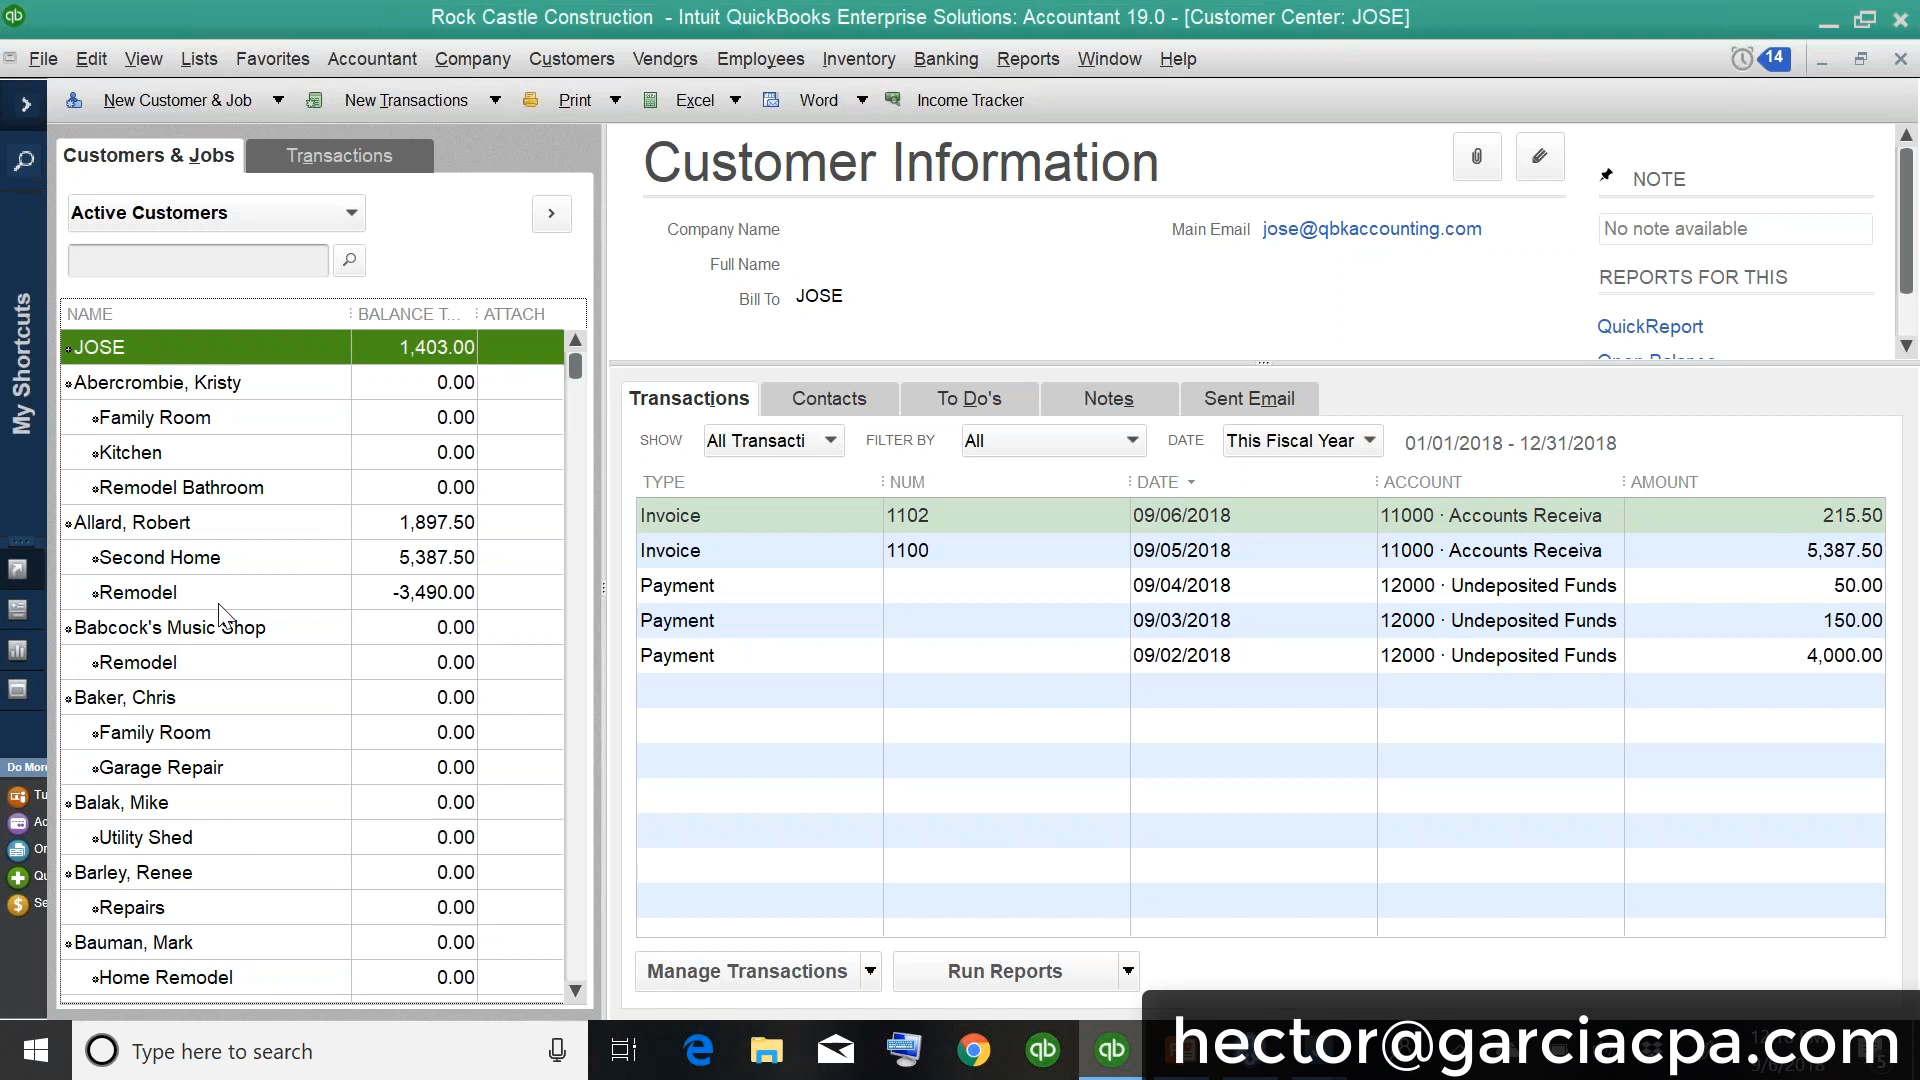 Rock Castle Construction - Intuit QuickBooks Enterprise Solutions: Accountant 19.0 - [Customer Center: JOSE]
File Edit View Lists Favorites Accountant Company Customers Vendors Employees Inventory Banking Reports Window Help 14
New Customer & Job New Transactions Print Excel Word Income Tracker
My Shortcuts
Do More
Tu
Ac
Or
Qu
Se
Customers & Jobs Transactions
Active Customers
NAME BALANCE T... ATTACH
JOSE 1,403.00
Abercrombie, Kristy 0.00
Family Room 0.00
Kitchen 0.00
Remodel Bathroom 0.00
Allard, Robert 1,897.50
Second Home 5,387.50
Remodel -3,490.00
Babcock's Music Shop 0.00
Remodel 0.00
Baker, Chris 0.00
Family Room 0.00
Garage Repair 0.00
Balak, Mike 0.00
Utility Shed 0.00
Barley, Renee 0.00
Repairs 0.00
Bauman, Mark 0.00
Home Remodel 0.00
Customer Information
Company Name
Full Name
Bill To JOSE
Main Email jose@qbkaccounting.com
NOTE
No note available
REPORTS FOR THIS
QuickReport
Transactions Contacts To Do's Notes Sent Email
SHOW All Transacti FILTER BY All DATE This Fiscal Year 01/01/2018 - 12/31/2018
TYPE NUM DATE ACCOUNT AMOUNT
Invoice 1102 09/06/2018 11000 · Accounts Receiva 215.50
Invoice 1100 09/05/2018 11000 · Accounts Receiva 5,387.50
Payment 09/04/2018 12000 · Undeposited Funds 50.00
Payment 09/03/2018 12000 · Undeposited Funds 150.00
Payment 09/02/2018 12000 · Undeposited Funds 4,000.00
Manage Transactions Run Reports
Type here to search
hector@garciacpa.com
9/6/2018